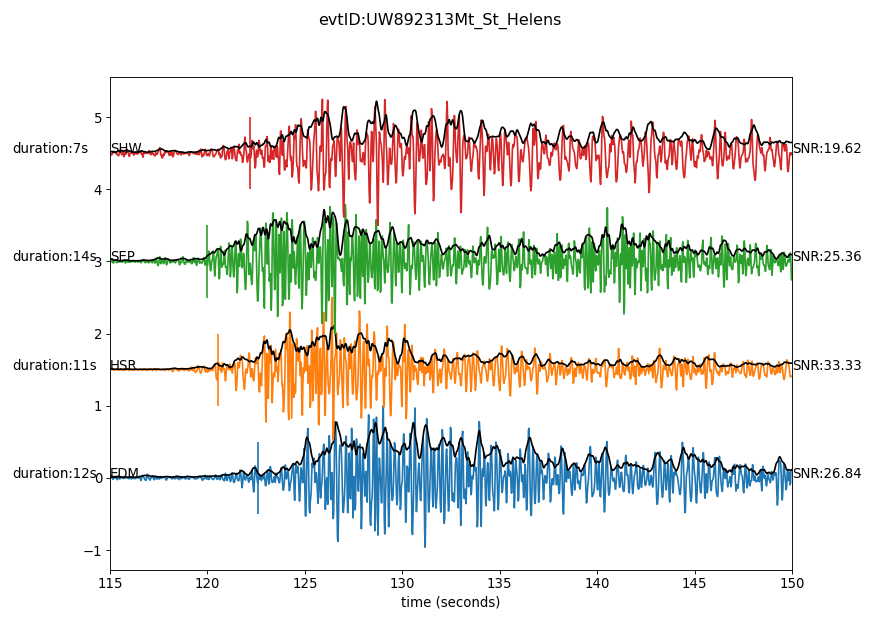 evtID:UW892313Mt_St_Helens
5
duration:7s SHW SNR:19.62
4
duration:14s SEP SNR:25.36
3
2
duration:11s HSR SNR:33.33
1
duration:12s EDM SNR:26.84
0
−1
115 120 125 130 135 140 145 150
time (seconds)